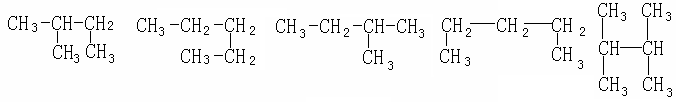 CH₃—CH—CH₂
CH₃ CH₃
CH₃—CH₂—CH₂
CH₃—CH₂
CH₃—CH₂—CH—CH₃
CH₃
CH₂—CH₂—CH₂
CH₃ CH₃
CH₃ CH₃
CH—CH
CH₃ CH₃